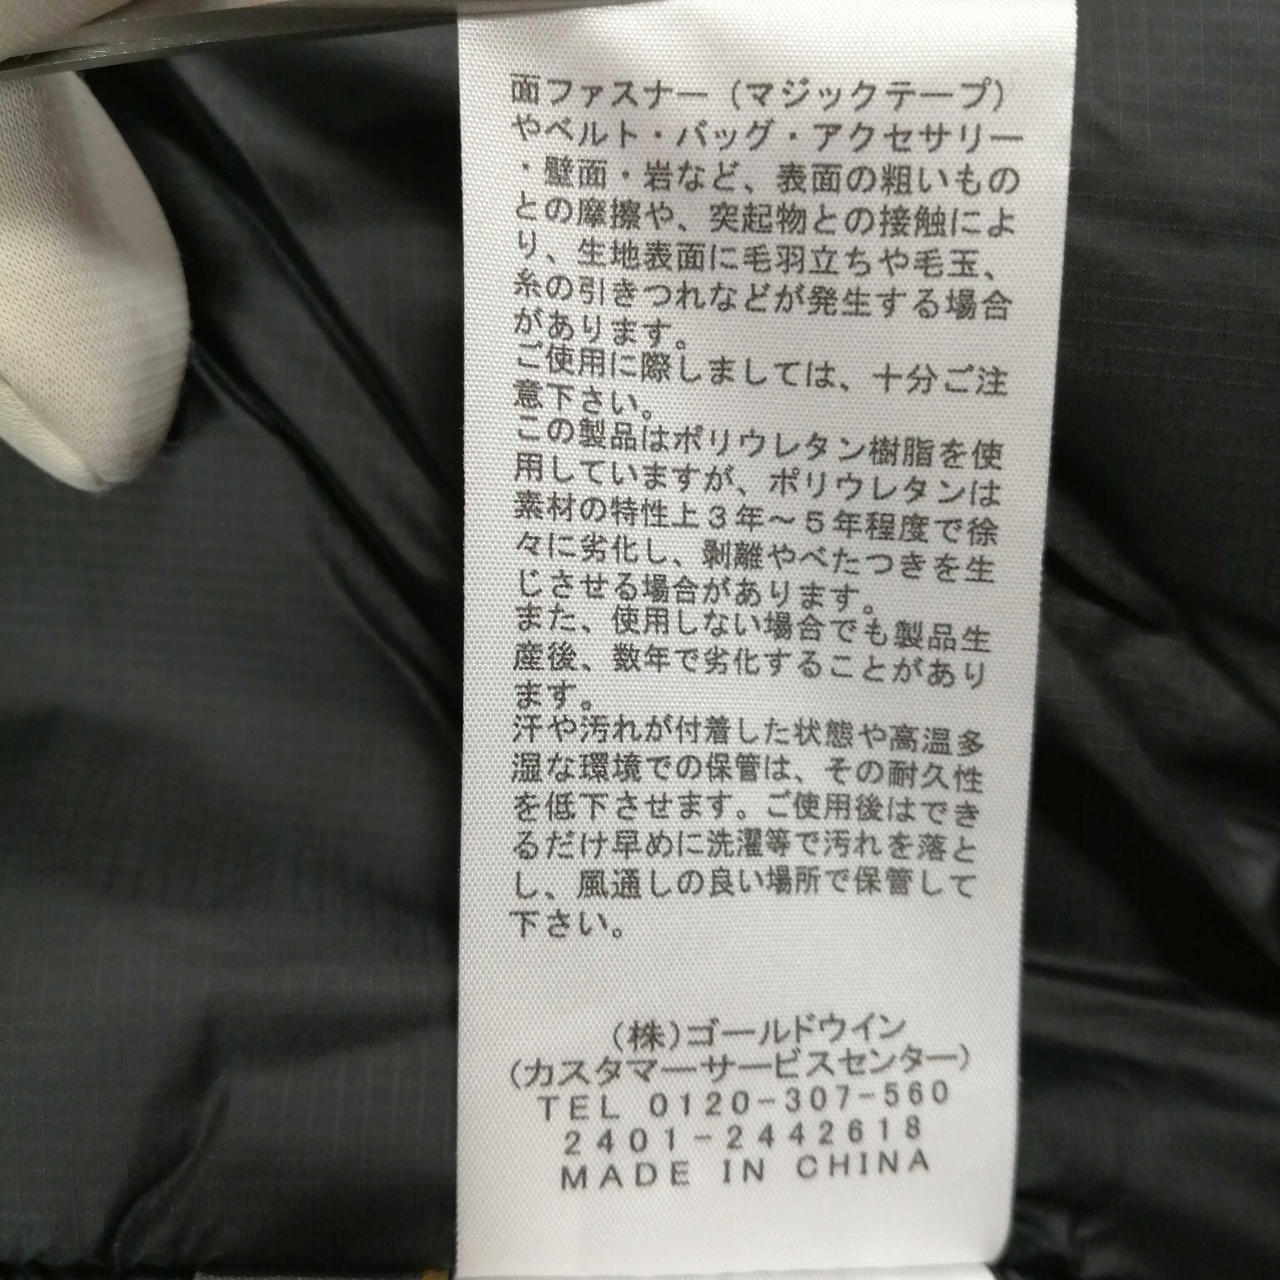 面ファスナー(マジックテープ)
やベルト・バッグ・アクセサリー
・壁面・岩など、表面の粗いもの
との摩擦や、突起物との接触によ
り、生地表面に毛羽立ちや毛玉、
糸の引きつれなどが発生する場合
があります。
ご使用に際しましては、十分ご注
意下さい。
この製品はポリウレタン樹脂を使
用していますが、ポリウレタンは
素材の特性上3年~5年程度で徐
々に劣化し、剥離やべたつきを生
じさせる場合があります。
また、使用しない場合でも製品生
産後、数年で劣化することがあり
ます。
汗や汚れが付着した状態や高温多
湿な環境での保管は、その耐久性
を低下させます。ご使用後はでき
るだけ早めに洗濯等で汚れを落と
し、風通しの良い場所で保管して
下さい。
(株)ゴールドウイン
(カスタマーサービスセンター)
TEL 0120-307-560
2401-2442618
MADE IN CHINA